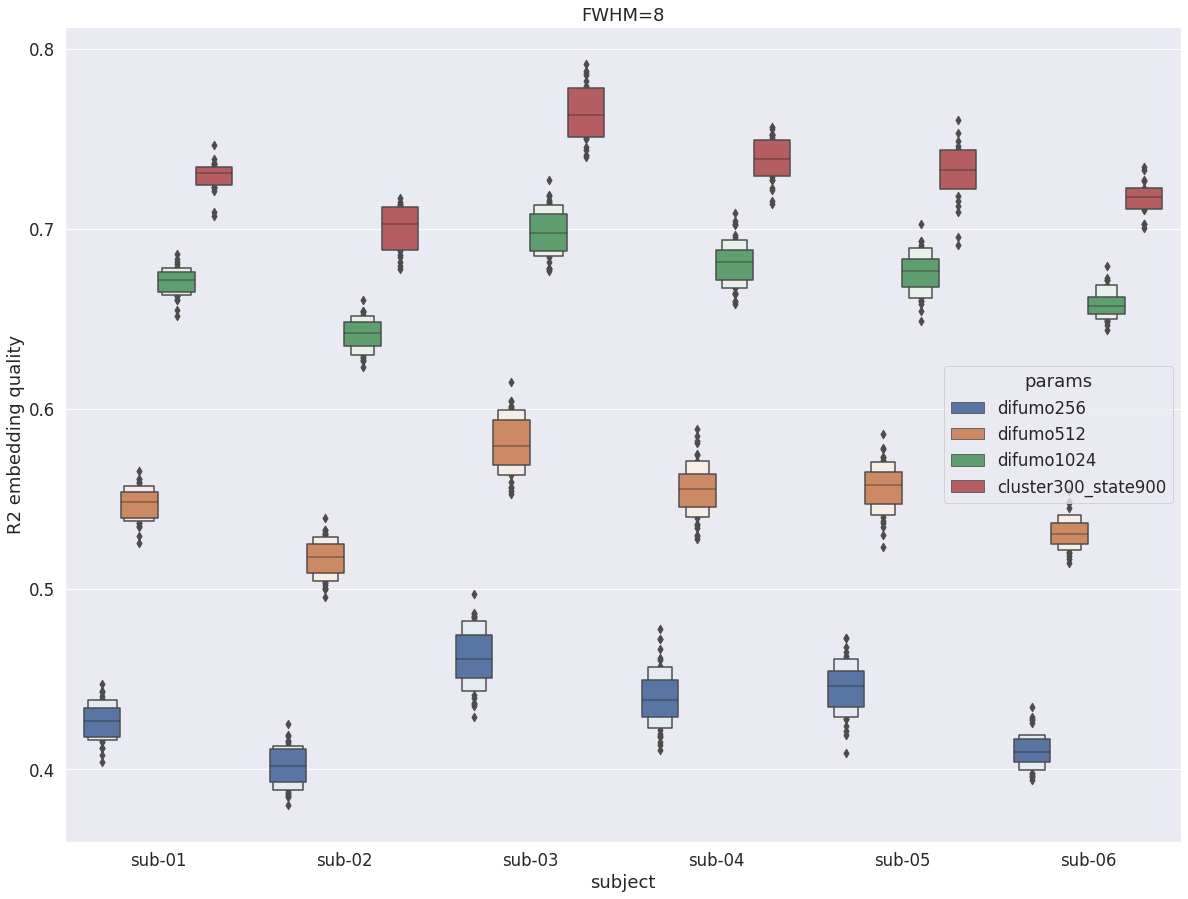 FWHM=8
R2 embedding quality
0.8
0.7
0.6
0.5
0.4
params
difumo256
difumo512
difumo1024
cluster300_state900
sub-01 sub-02 sub-03 sub-04 sub-05 sub-06
subject